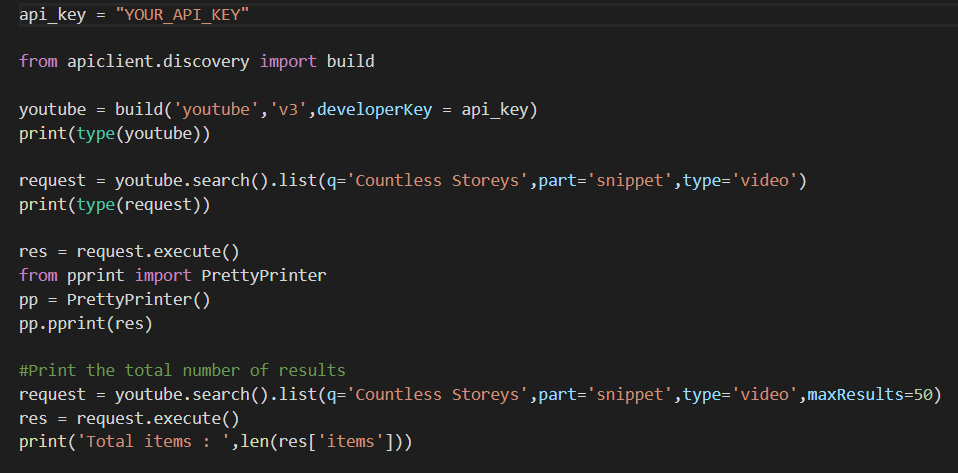 api_key = "YOUR_API_KEY"
from apiclient.discovery import build
youtube = build('youtube','v3',developerKey = api_key)
print(type(youtube))
request = youtube.search().list(q='Countless Storeys',part='snippet',type='video')
print(type(request))
res = request.execute()
from pprint import PrettyPrinter
pp = PrettyPrinter()
pp.pprint(res)
#Print the total number of results
request = youtube.search().list(q='Countless Storeys',part='snippet',type='video',maxResults=50)
res = request.execute()
print('Total items : ',len(res['items']))